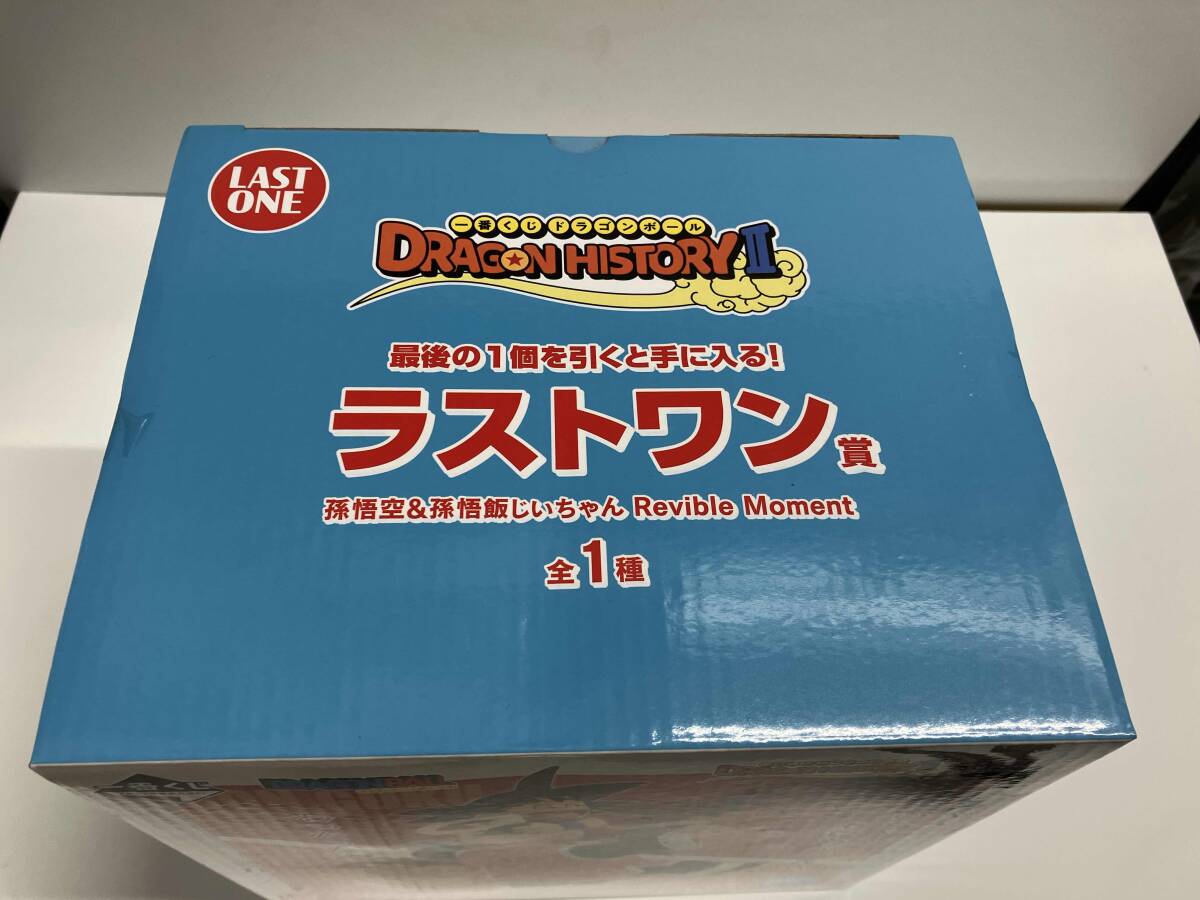 LAST
ONE
一番くじ ドラゴンボール
DRAGON HISTORY II
最後の1個を引くと手に入る!
ラストワン賞
孫悟空&孫悟飯じいちゃん Revible Moment
全1種
DRAGON BALL